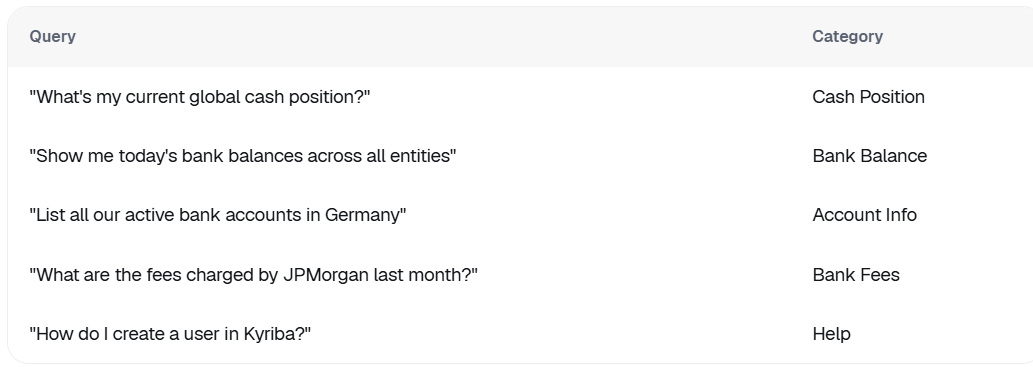 Query Category
"What's my current global cash position?" Cash Position
"Show me today's bank balances across all entities" Bank Balance
"List all our active bank accounts in Germany" Account Info
"What are the fees charged by JPMorgan last month?" Bank Fees
"How do I create a user in Kyriba?" Help